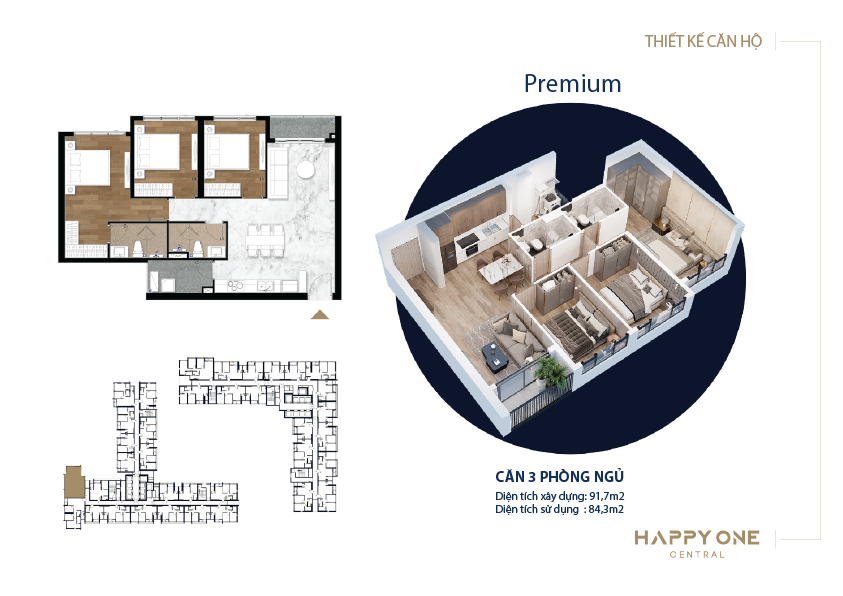 THIẾT KẾ CĂN HỘ
Premium
CĂN 3 PHÒNG NGỦ
Diện tích xây dựng: 91,7m2
Diện tích sử dụng : 84,3m2
HAPPY ONE
CENTRAL